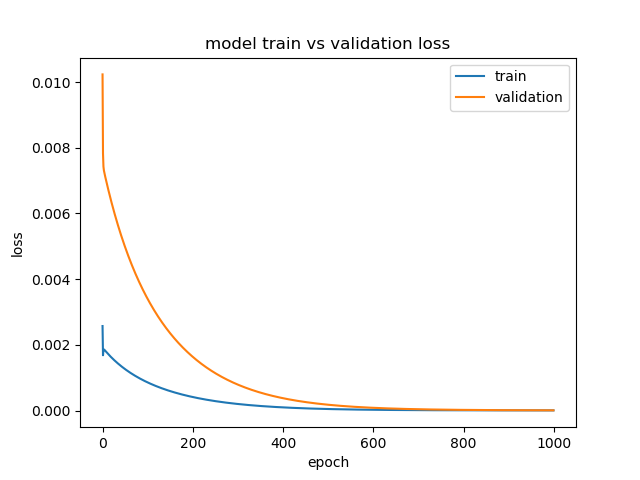 model train vs validation loss
train
validation
0.010
0.008
0.006
0.004
0.002
0.000
loss
0 200 400 600 800 1000
epoch